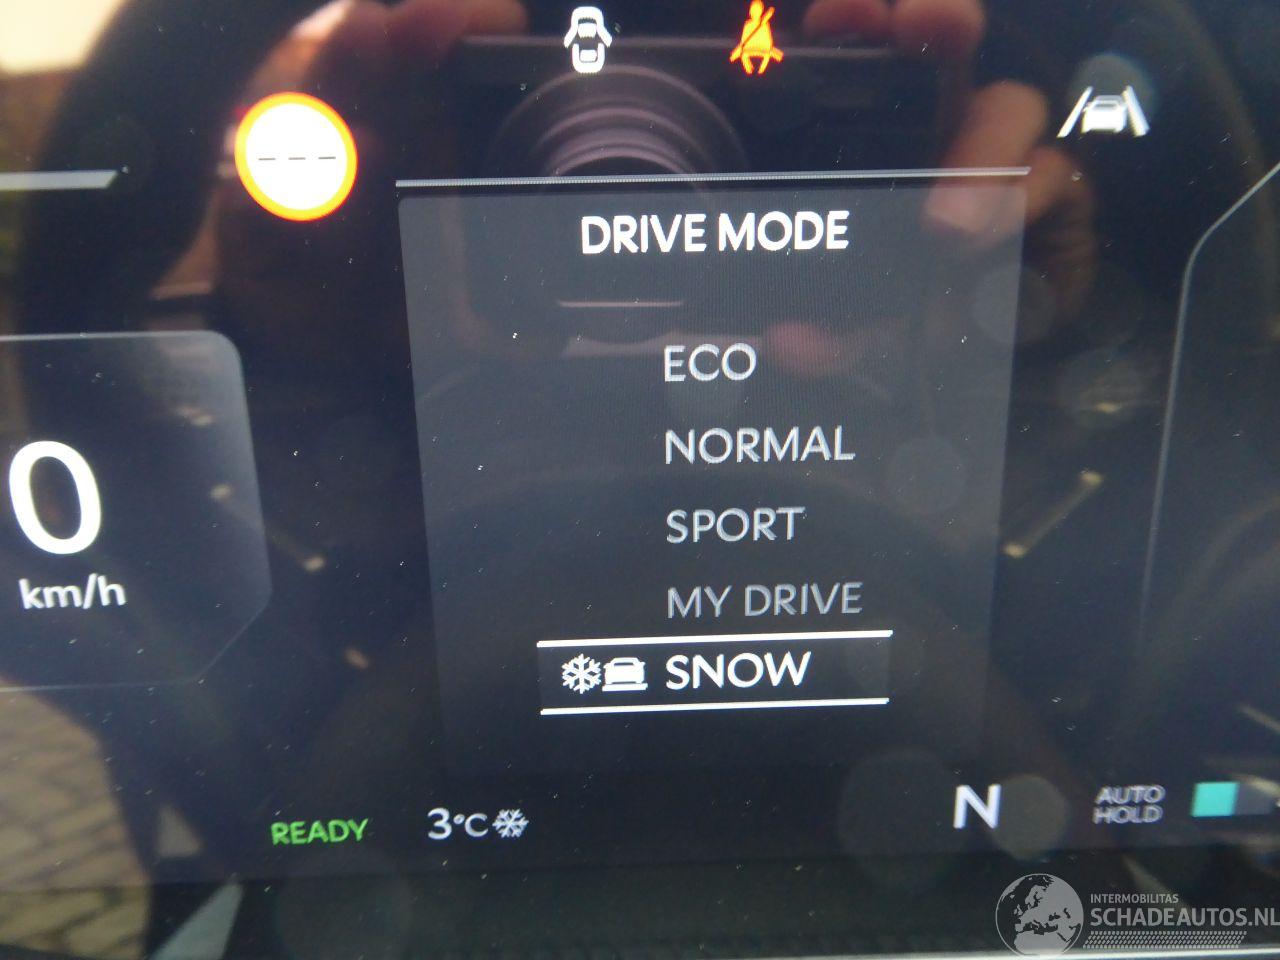 DRIVE MODE
ECO
NORMAL
SPORT
MY DRIVE
SNOW
0
km/h
READY
3°C
N
AUTO
HOLD
INTERMOBILITAS
SCHADEAUTOS.NL